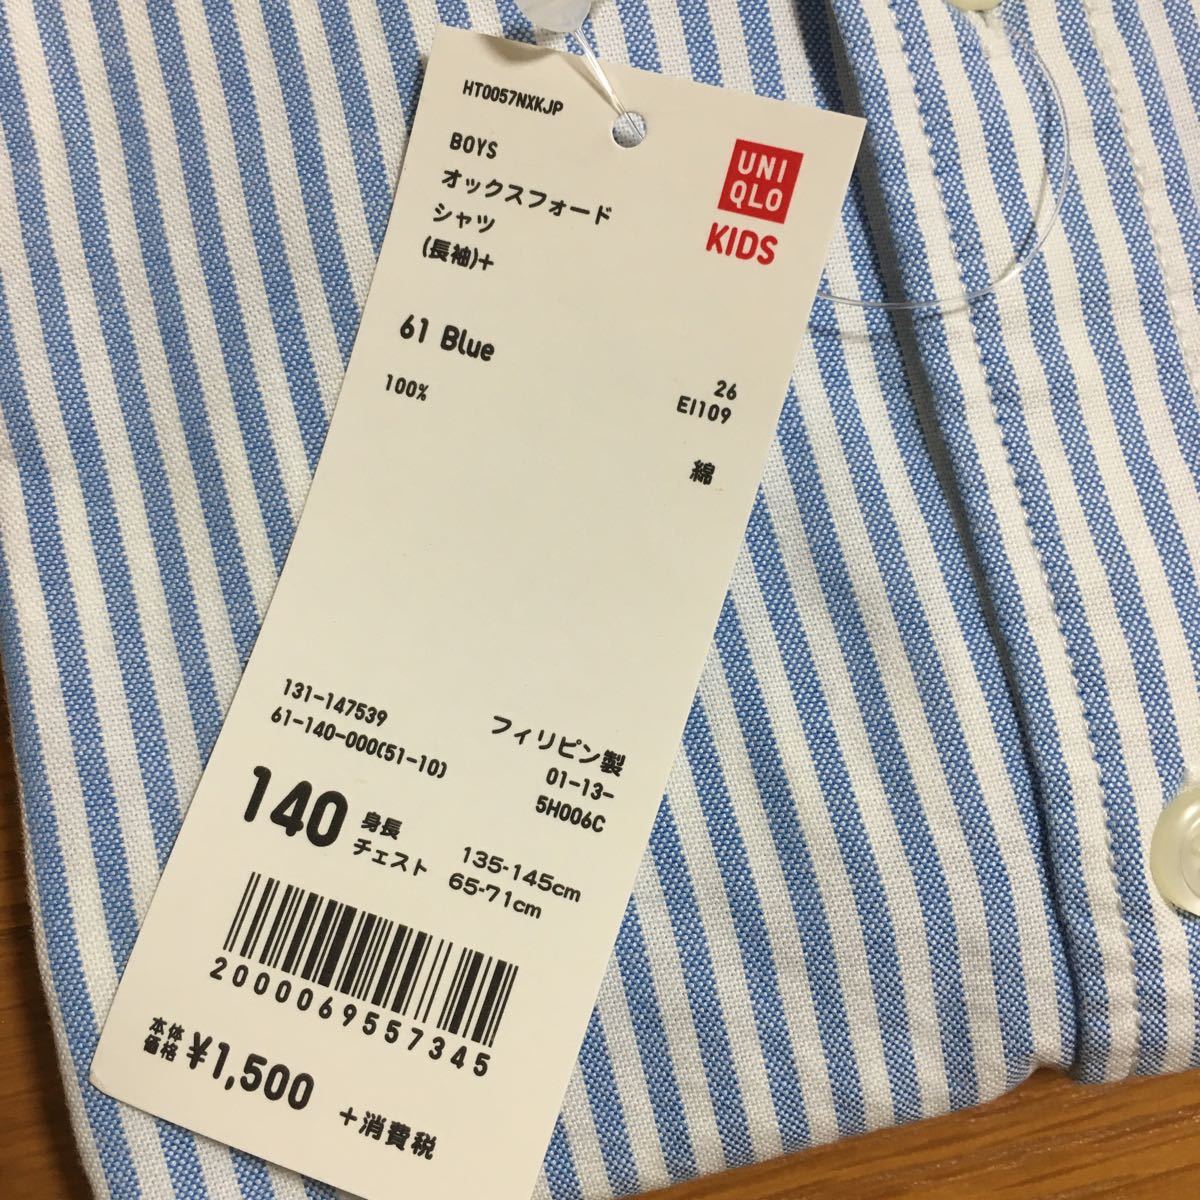 HT0057NXKJP
BOYS
オックスフォード
シャツ
(長袖)+
UNI
QLO
KIDS
61 Blue
26
EI109
100%
綿
131-147539
61-140-000(51-10)
フィリピン製
01-13-
5H006C
140
身長 135-145cm
チェスト 65-71cm
2000069557345
本体
価格 ¥1,500 +消費税